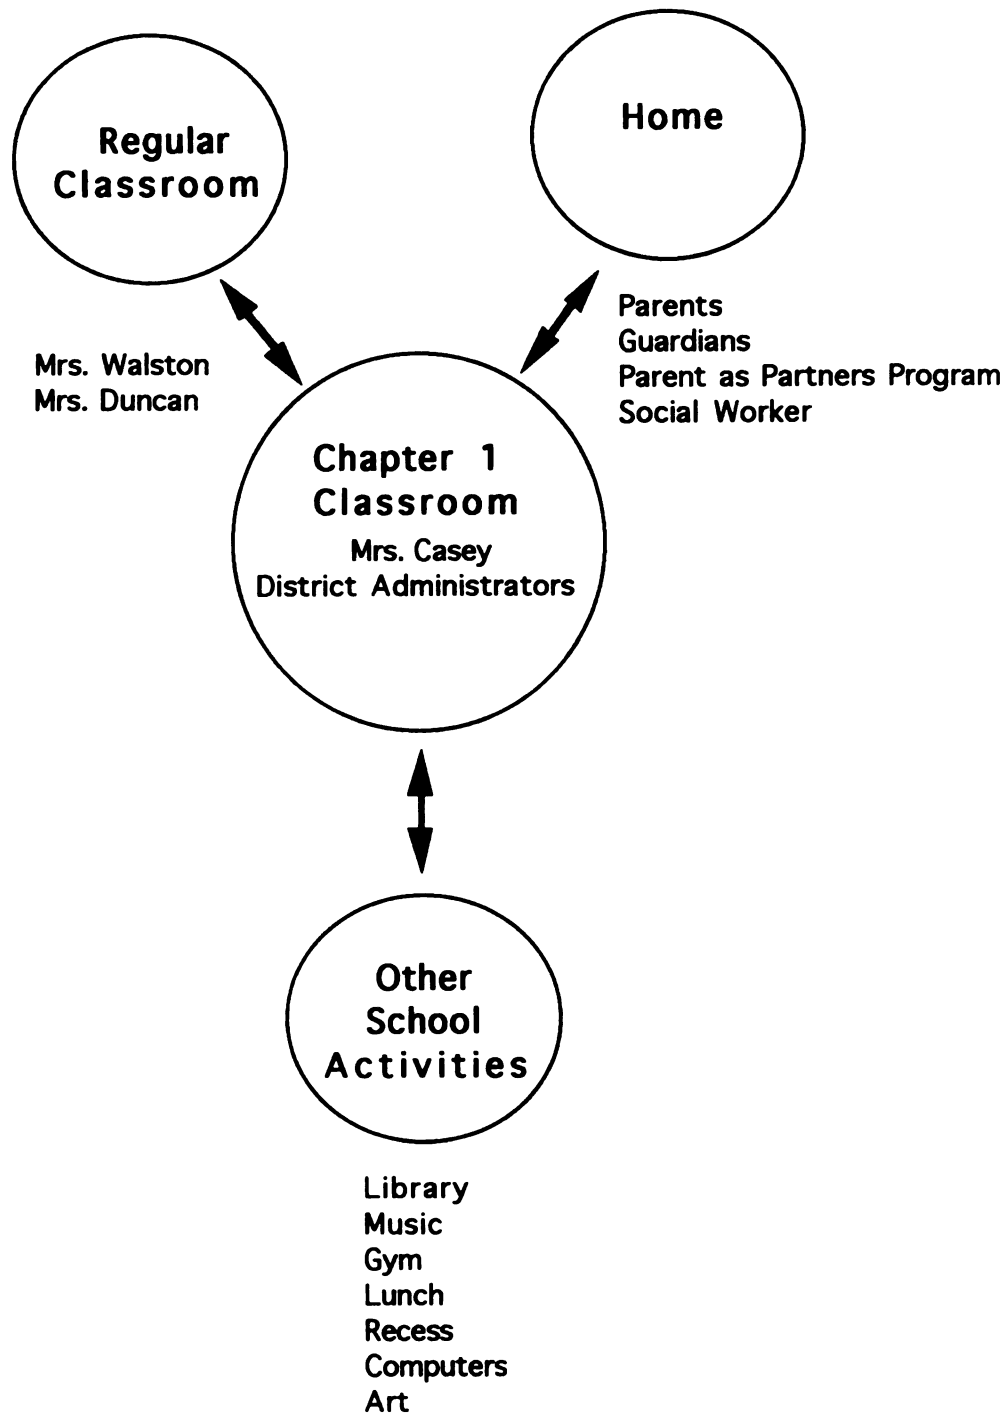 Regular
Classroom
Home
Mrs. Walston
Mrs. Duncan
Parents
Guardians
Parent as Partners Program
Social Worker
Chapter 1
Classroom
Mrs. Casey
District Administrators
Other
School
Activities
Library
Music
Gym
Lunch
Recess
Computers
Art